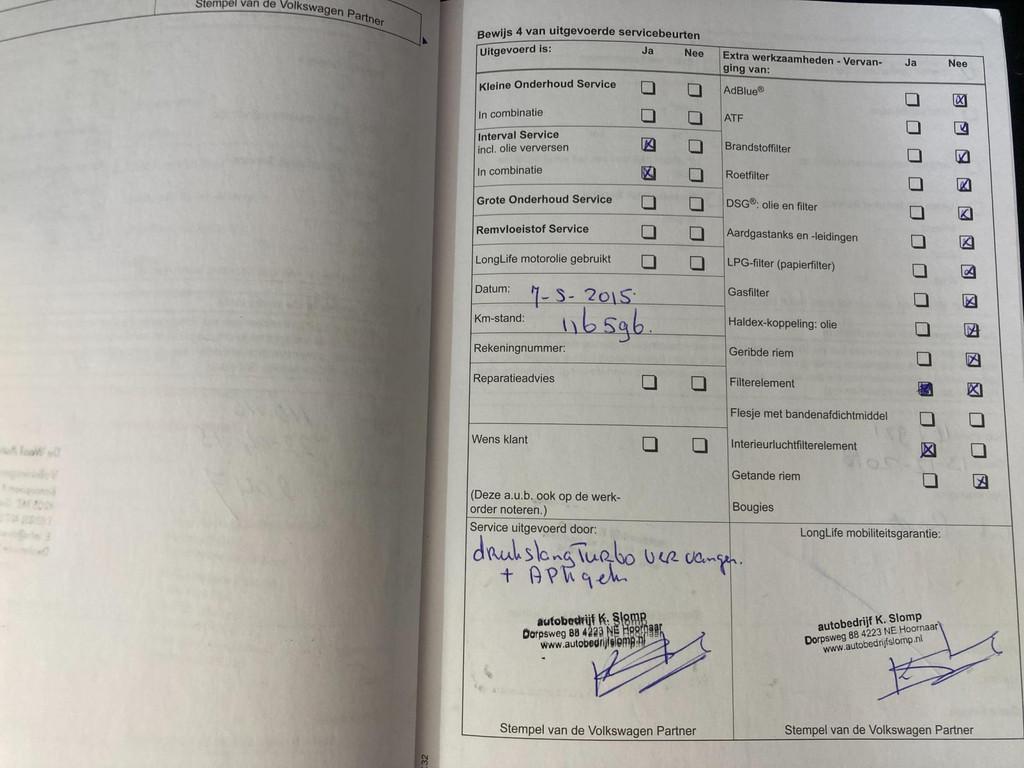 Stempel van de Volkswagen Partner
Bewijs 4 van uitgevoerde servicebeurten
Uitgevoerd is: Ja Nee
Kleine Onderhoud Service
In combinatie
Interval Service
incl. olie verversen
In combinatie
Grote Onderhoud Service
Remvloeistof Service
LongLife motorolie gebruikt
Datum: 7-5-2015
Km-stand: 116596.
Rekeningnummer:
Reparatieadvies
Wens klant
(Deze a.u.b. ook op de werk-
order noteren.)
Extra werkzaamheden - Vervan- Ja Nee
ging van:
AdBlue®
ATF
Brandstoffilter
Roetfilter
DSG®: olie en filter
Aardgastanks en -leidingen
LPG-filter (papierfilter)
Gasfilter
Haldex-koppeling: olie
Geribde riem
Filterelement
Flesje met bandenafdichtmiddel
Interieurluchtfilterelement
Getande riem
Bougies
Service uitgevoerd door:
drukslang Turbo vervangen.
+
autobedrijf K. Slomp
Dorpsweg 88 4223 NE Hoornaar
www.autobedrijfslomp.nl
Stempel van de Volkswagen Partner
LongLife mobiliteitsgarantie:
autobedrijf K. Slomp
Dorpsweg 88 4223 NE Hoornaar
www.autobedrijfslomp.nl
Stempel van de Volkswagen Partner
32